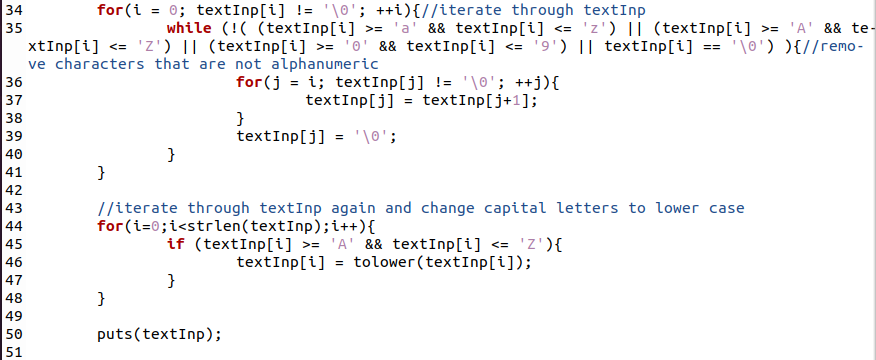 34 for(i = 0; textInp[i] != '\0'; ++i){//iterate through textInp
35 while (!( (textInp[i] >= 'a' && textInp[i] <= 'z') || (textInp[i] >= 'A' && te-
xtInp[i] <= 'Z') || (textInp[i] >= '0' && textInp[i] <= '9') || textInp[i] == '\0') ){//remo-
ve characters that are not alphanumeric
36 for(j = i; textInp[j] != '\0'; ++j){
37 textInp[j] = textInp[j+1];
38 }
39 textInp[j] = '\0';
40 }
41 }
42
43 //iterate through textInp again and change capital letters to lower case
44 for(i=0;i<strlen(textInp);i++){
45 if (textInp[i] >= 'A' && textInp[i] <= 'Z'){
46 textInp[i] = tolower(textInp[i]);
47 }
48 }
49
50 puts(textInp);
51